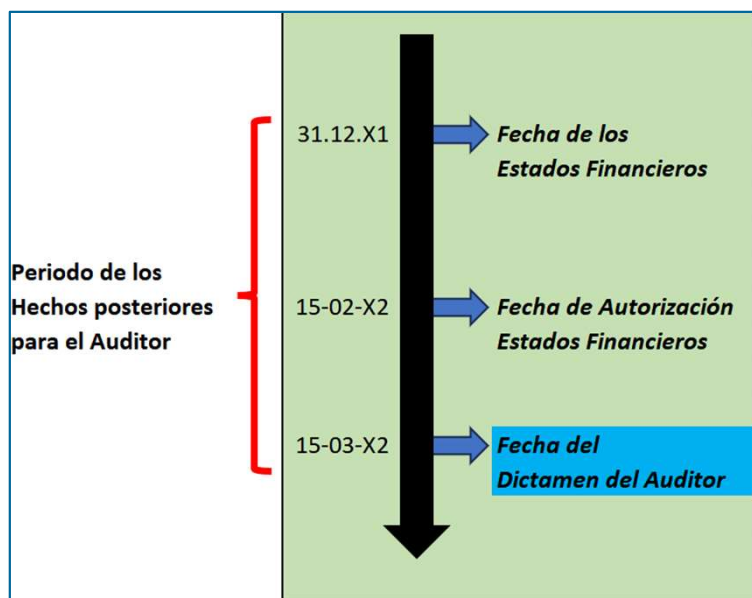 31.12.X1
Fecha de los
Estados Financieros
Periodo de los
Hechos posteriores
para el Auditor
15-02-X2
Fecha de Autorización
Estados Financieros
15-03-X2
Fecha del
Dictamen del Auditor